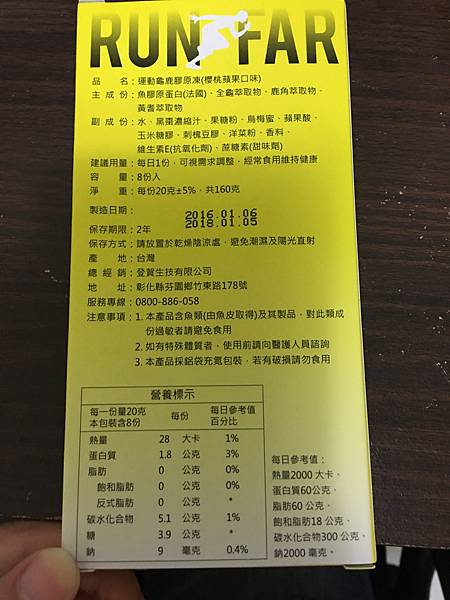 RUN FAR
品名：運動龜鹿膠原凍(櫻桃蘋果口味)
主成份：魚膠原蛋白(法國)、全龜萃取物、鹿角萃取物、
黃耆萃取物
副成份：水、黑棗濃縮汁、果糖粉、烏梅蜜、蘋果酸、
玉米糖膠、刺槐豆膠、洋菜粉、香料、
維生素E(抗氧化劑)、蔗糖素(甜味劑)
建議用量：每日1份，可視需求調整，經常食用維持健康
容量：8份入
淨重：每份20克±5%，共160克
製造日期：
2016.01.06
2018.01.05
保存期限：2年
保存方式：請放置於乾燥陰涼處，避免潮濕及陽光直射
產地：台灣
總經銷：登賀生技有限公司
地址：彰化縣芬園鄉竹東路178號
服務專線：0800-886-058
注意事項：1. 本產品含魚類(由魚皮取得)及其製品，對此類成
份過敏者請避免食用
2. 如有特殊體質者、使用前請向醫護人員諮詢
3. 本產品採鋁袋充氮包裝，若有破損請勿食用
營養標示
每一份量20克
本包裝含8份
每份
每日參考值
百分比
熱量 28 大卡 1%
蛋白質 1.8 公克 3%
脂肪 0 公克 0%
飽和脂肪 0 公克 0%
反式脂肪 0 公克 *
碳水化合物 5.1 公克 1%
糖 3.9 公克 *
鈉 9 毫克 0.4%
每日參考值：
熱量2000 大卡、
蛋白質60公克、
脂肪60 公克、
飽和脂肪18 公克、
碳水化合物300 公克、
鈉2000 毫克。